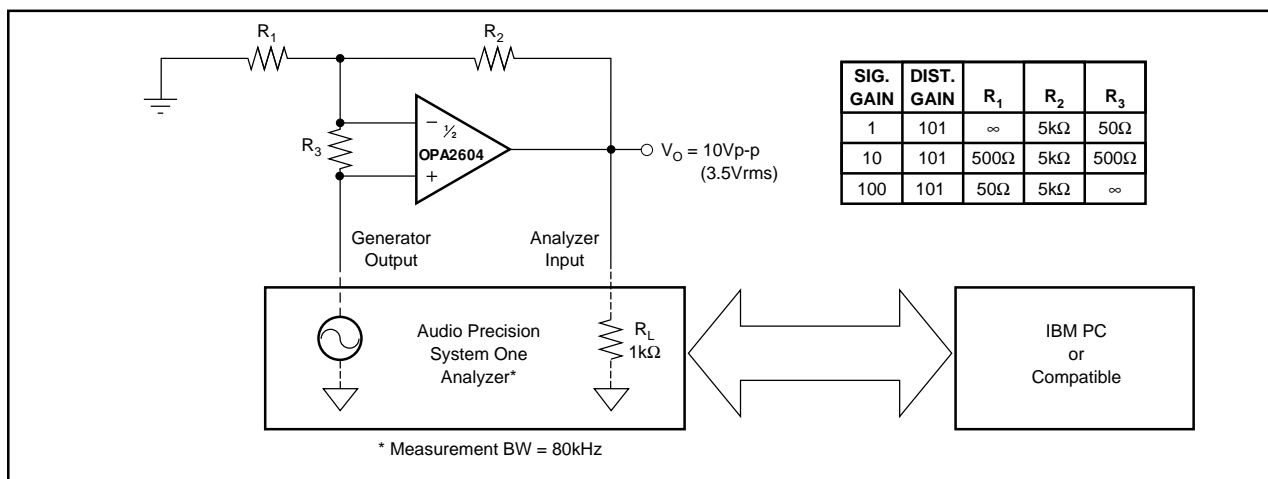 R1
R2
SIG. GAIN DIST. GAIN R1 R2 R3
1 101 ∞ 5kΩ 50Ω
10 101 500Ω 5kΩ 500Ω
100 101 50Ω 5kΩ ∞
R3
−
½
OPA2604
+
VO = 10Vp-p
(3.5Vrms)
Generator
Output
Analyzer
Input
Audio Precision
System One
Analyzer*
RL
1kΩ
IBM PC
or
Compatible
* Measurement BW = 80kHz